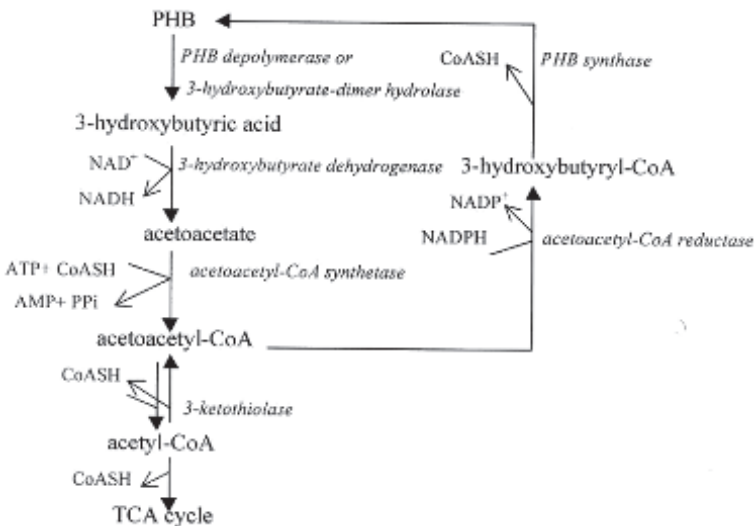 PHB
PHB depolymerase or
CoASH
PHB synthase
3-hydroxybutyrate-dimer hydrolase
3-hydroxybutyric acid
NAD⁺
3-hydroxybutyrate dehydrogenase
3-hydroxybutyryl-CoA
NADH
NADP⁺
acetoacetate
NADPH
acetoacetyl-CoA reductase
ATP+ CoASH
acetoacetyl-CoA synthetase
AMP+ PPi
acetoacetyl-CoA
CoASH
3-ketothiolase
acetyl-CoA
CoASH
TCA cycle